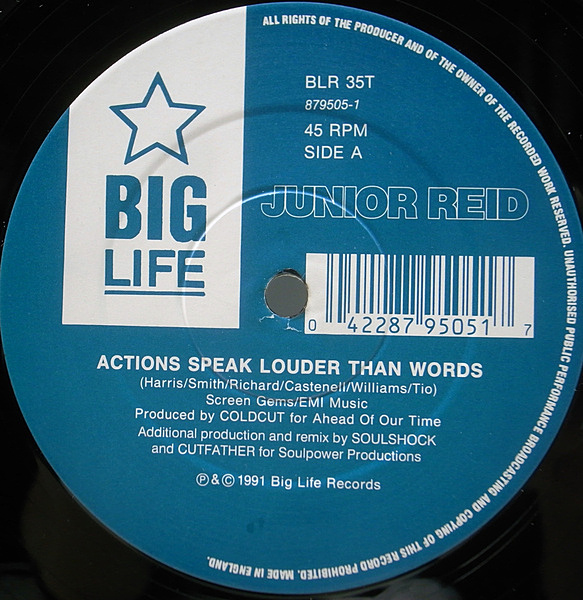 ALL RIGHTS OF THE PRODUCER AND OF THE OWNER OF THE RECORDED WORK RESERVED. UNAUTHORISED PUBLIC PERFORMANCE BROADCASTING AND COPYING OF THIS RECORD PROHIBITED. MADE IN ENGLAND.
BLR 35T
879505-1
45 RPM
SIDE A
BIG
LIFE
JUNIOR REID
0 42287 95051 7
ACTIONS SPEAK LOUDER THAN WORDS
(Harris/Smith/Richard/Castenell/Williams/Tio)
Screen Gems/EMI Music
Produced by COLDCUT for Ahead Of Our Time
Additional production and remix by SOULSHOCK
and CUTFATHER for Soulpower Productions
Ⓟ & © 1991 Big Life Records